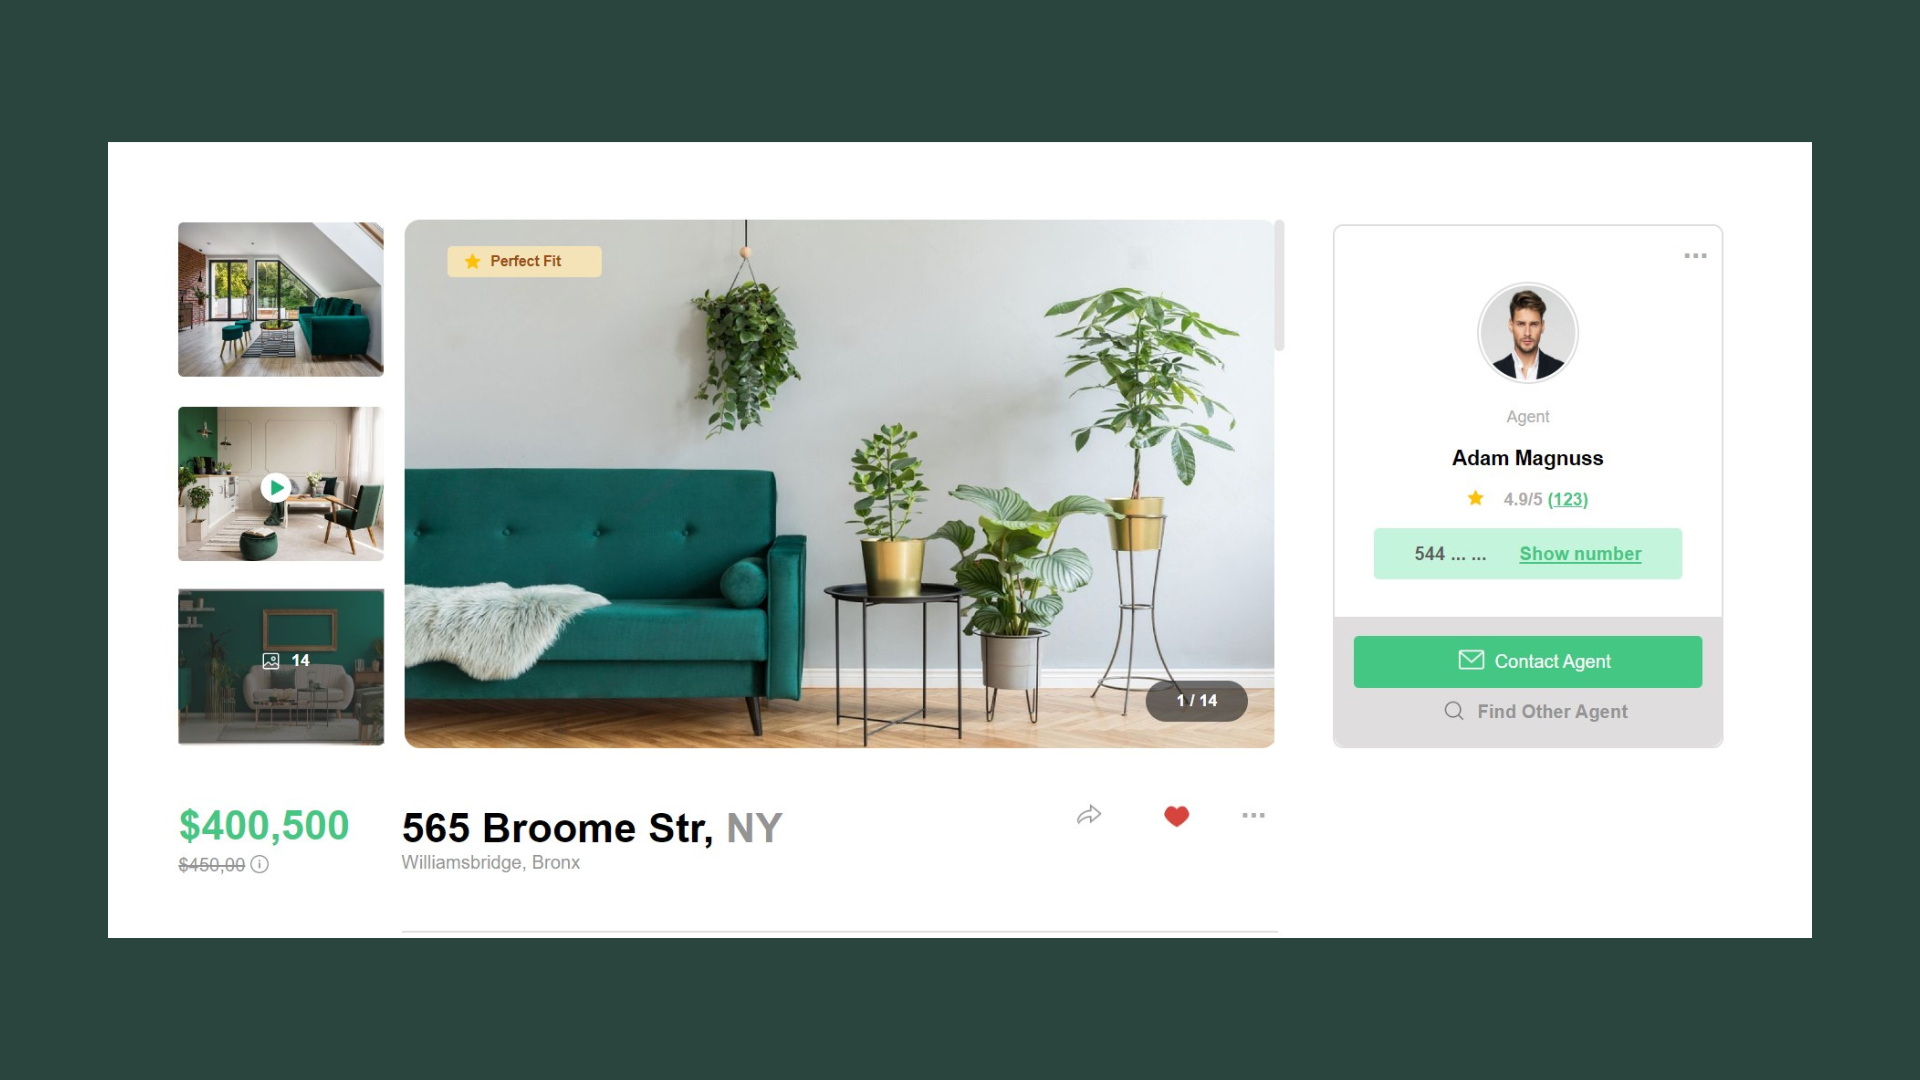 Perfect Fit
14
1 / 14
Agent
Adam Magnuss
4.9/5 (123)
544 ... ... Show number
Contact Agent
Find Other Agent
$400,500
$450,00
565 Broome Str, NY
Williamsbridge, Bronx